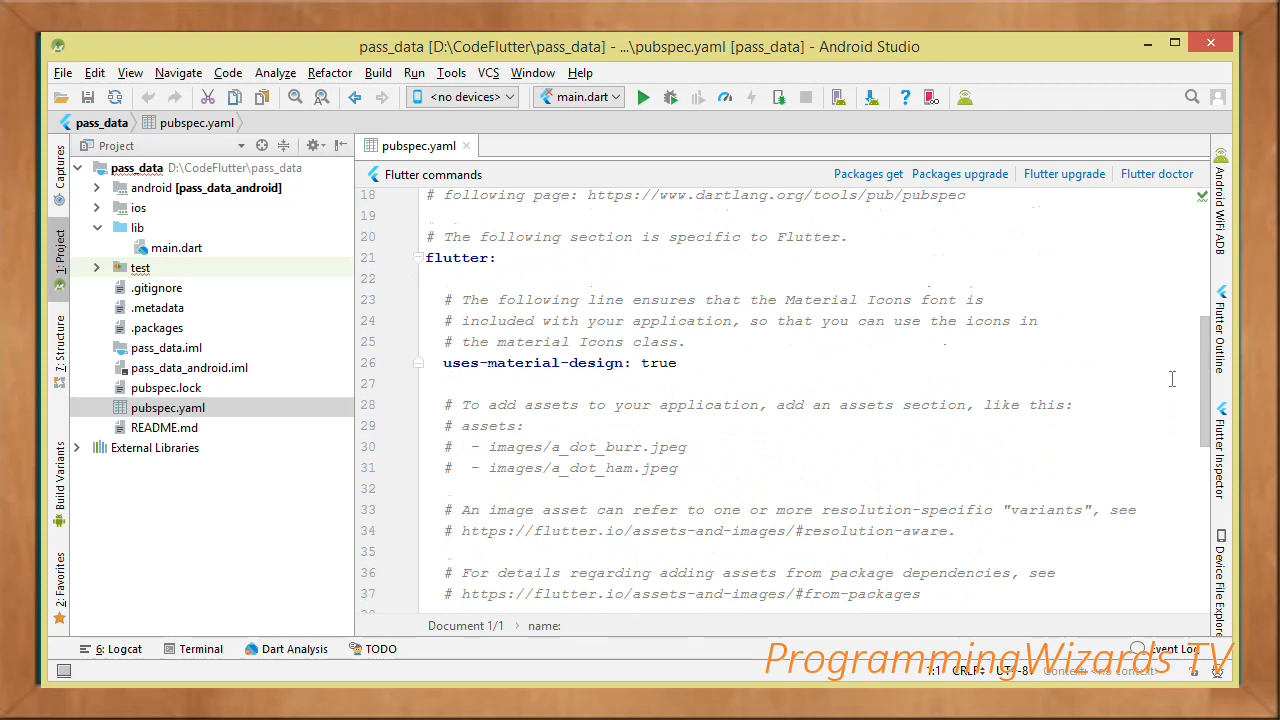 pass_data [D:\CodeFlutter\pass_data] - ...\pubspec.yaml [pass_data] - Android Studio
File Edit View Navigate Code Analyze Refactor Build Run Tools VCS Window Help
<no devices> main.dart
pass_data pubspec.yaml
Project
pubspec.yaml
Captures
1: Project
7: Structure
Build Variants
2: Favorites
pass_data D:\CodeFlutter\pass_data
android [pass_data_android]
ios
lib
main.dart
test
.gitignore
.metadata
.packages
pass_data.iml
pass_data_android.iml
pubspec.lock
pubspec.yaml
README.md
External Libraries
Flutter commands Packages get Packages upgrade Flutter upgrade Flutter doctor
18 # following page: https://www.dartlang.org/tools/pub/pubspec
19
20 # The following section is specific to Flutter.
21 flutter:
22
23 # The following line ensures that the Material Icons font is
24 # included with your application, so that you can use the icons in
25 # the material Icons class.
26 uses-material-design: true
27
28 # To add assets to your application, add an assets section, like this:
29 # assets:
30 #  - images/a_dot_burr.jpeg
31 #  - images/a_dot_ham.jpeg
32
33 # An image asset can refer to one or more resolution-specific "variants", see
34 # https://flutter.io/assets-and-images/#resolution-aware.
35
36 # For details regarding adding assets from package dependencies, see
37 # https://flutter.io/assets-and-images/#from-packages
Document 1/1 › name:
Android WiFi ADB
Flutter Outline
Flutter Inspector
Device File Explorer
6: Logcat Terminal Dart Analysis TODO Event Log
1:1 CRLF UTF-8 Context: <no context>
ProgrammingWizards TV